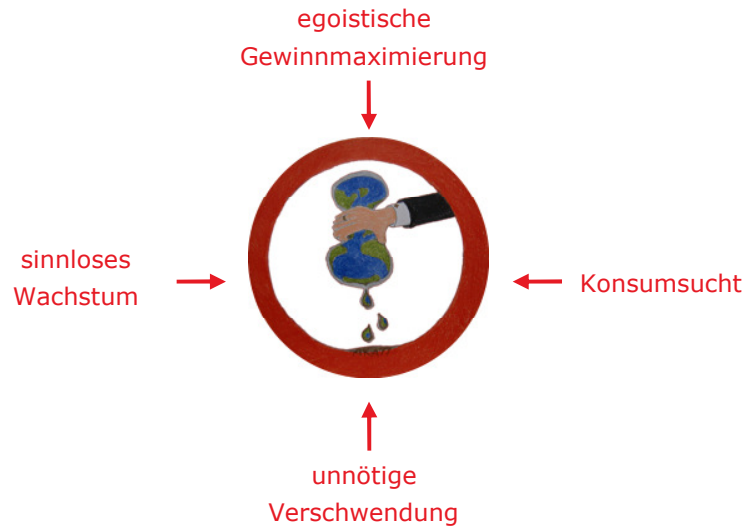 egoistische
Gewinnmaximierung
sinnloses
Wachstum
Konsumsucht
unnötige
Verschwendung